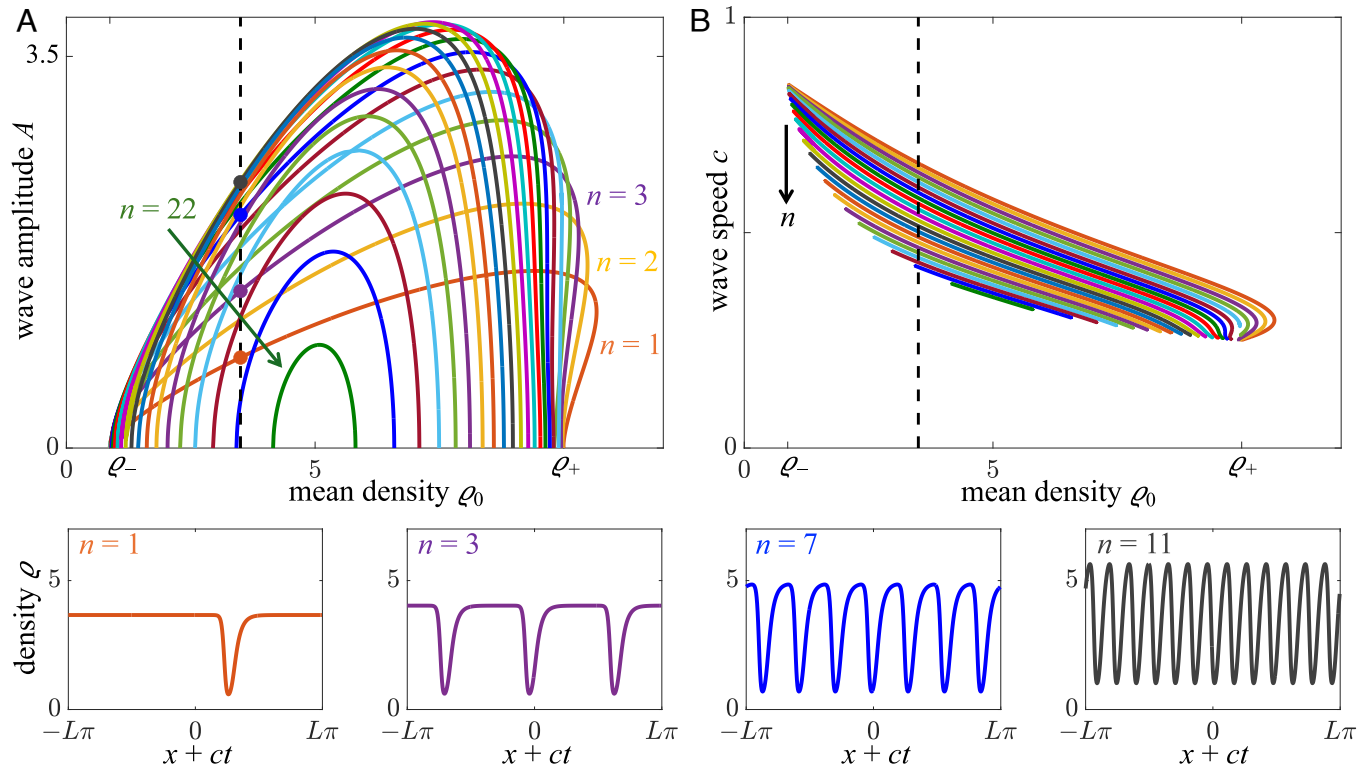 A
3.5
wave amplitude A
n = 22
n = 3
n = 2
n = 1
0
0
ϱ−
5
ϱ+
mean density ϱ0
B
1
wave speed c
n
0
0
ϱ−
5
ϱ+
mean density ϱ0
n = 1
5
density ϱ
0
−Lπ
0
Lπ
x + ct
n = 3
5
0
−Lπ
0
Lπ
x + ct
n = 7
5
0
−Lπ
0
Lπ
x + ct
n = 11
5
0
−Lπ
0
Lπ
x + ct